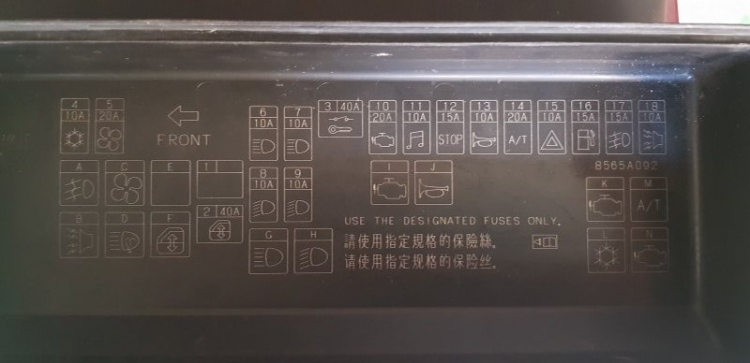 4 5
10A 20A
FRONT
6 7
10A 10A
3 40A
10 11 12 13 14 15 16 17 18
20A 10A 15A 10A 20A 10A 15A 15A 10A
STOP A/T
8565A092
A C E 1
8 9
10A 10A
I J
K M
A/T
B D F
2 40A
G H
L N
USE THE DESIGNATED FUSES ONLY.
請使用指定規格的保險絲。
请使用指定规格的保险丝。